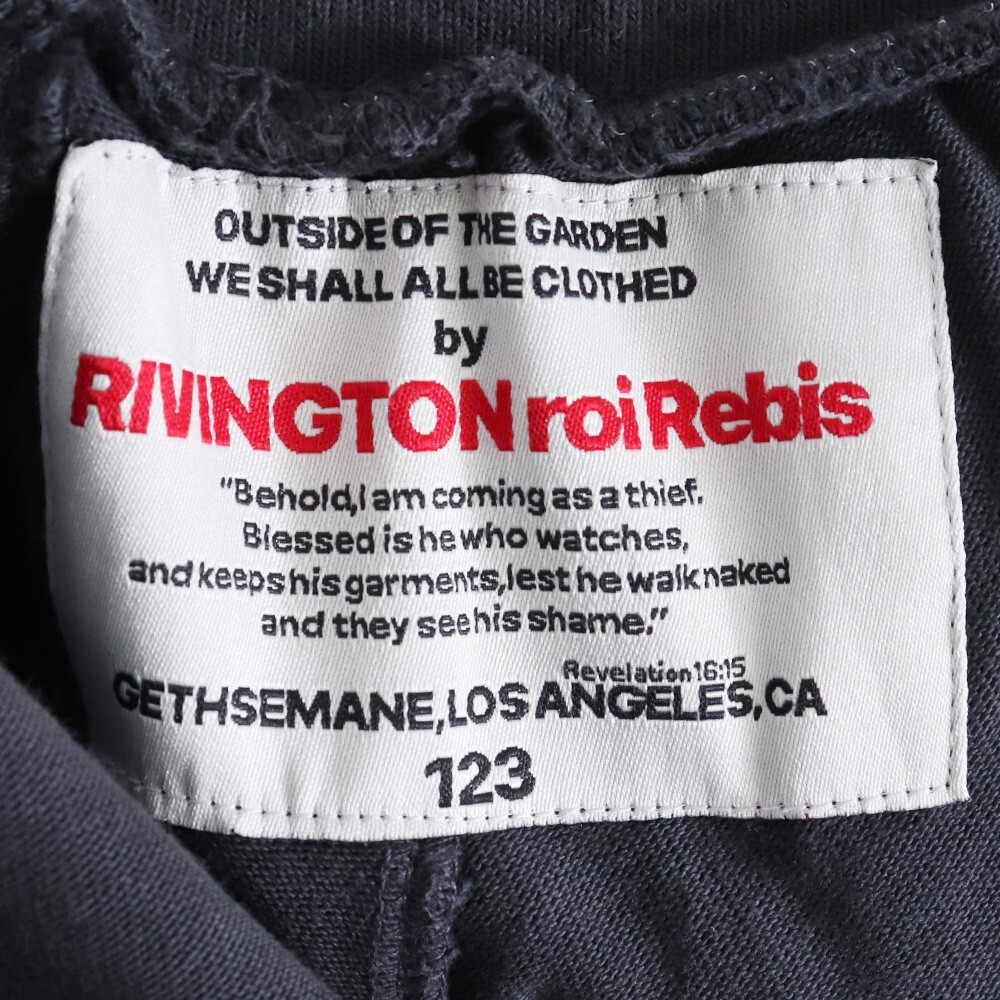 OUTSIDE OF THE GARDEN
WE SHALL ALL BE CLOTHED
by
RIVINGTON roi Rebis
"Behold, I am coming as a thief.
Blessed is he who watches,
and keeps his garments, lest he walk naked
and they see his shame."
Revelation 16:15
GETHSEMANE, LOS ANGELES, CA
123